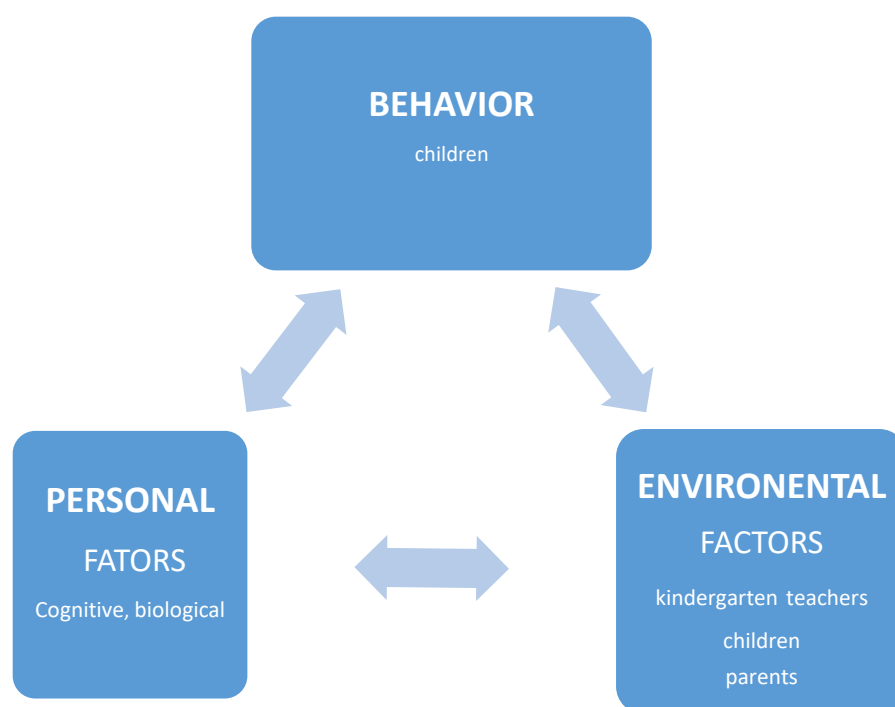 BEHAVIOR
children
PERSONAL
FATORS
Cognitive, biological
ENVIRONENTAL
FACTORS
kindergarten teachers
children
parents